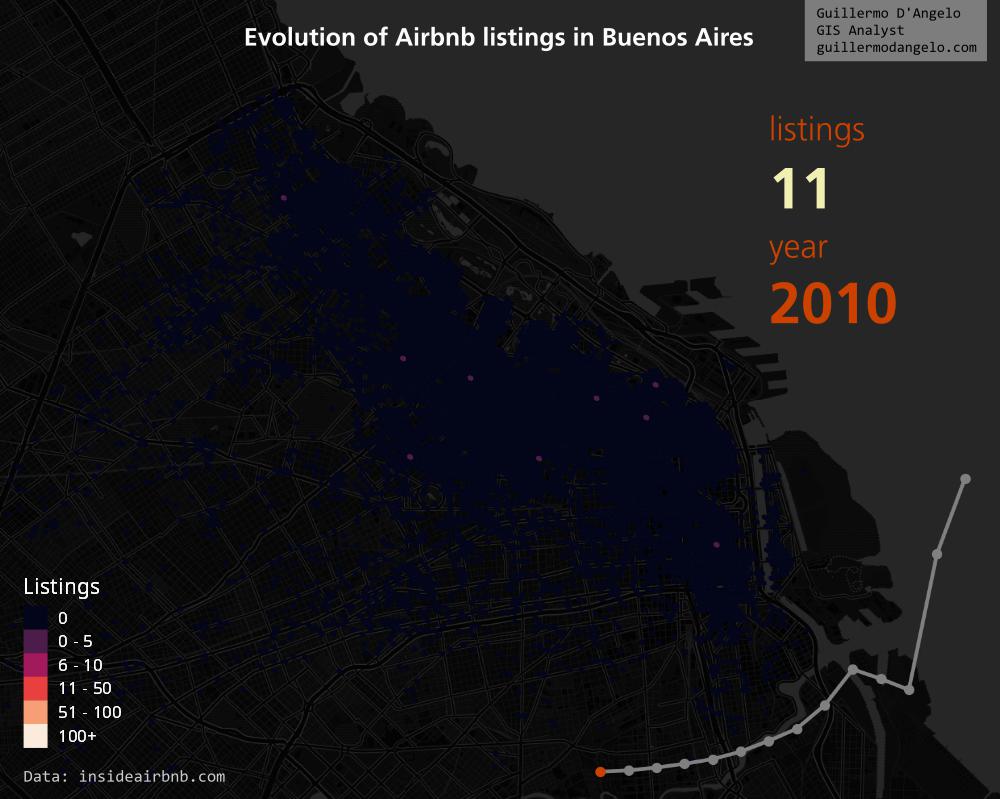 Evolution of Airbnb listings in Buenos Aires
Guillermo D'Angelo
GIS Analyst
guillermodangelo.com
listings
11
year
2010
Listings
0
0 - 5
6 - 10
11 - 50
51 - 100
100+
Data: insideairbnb.com